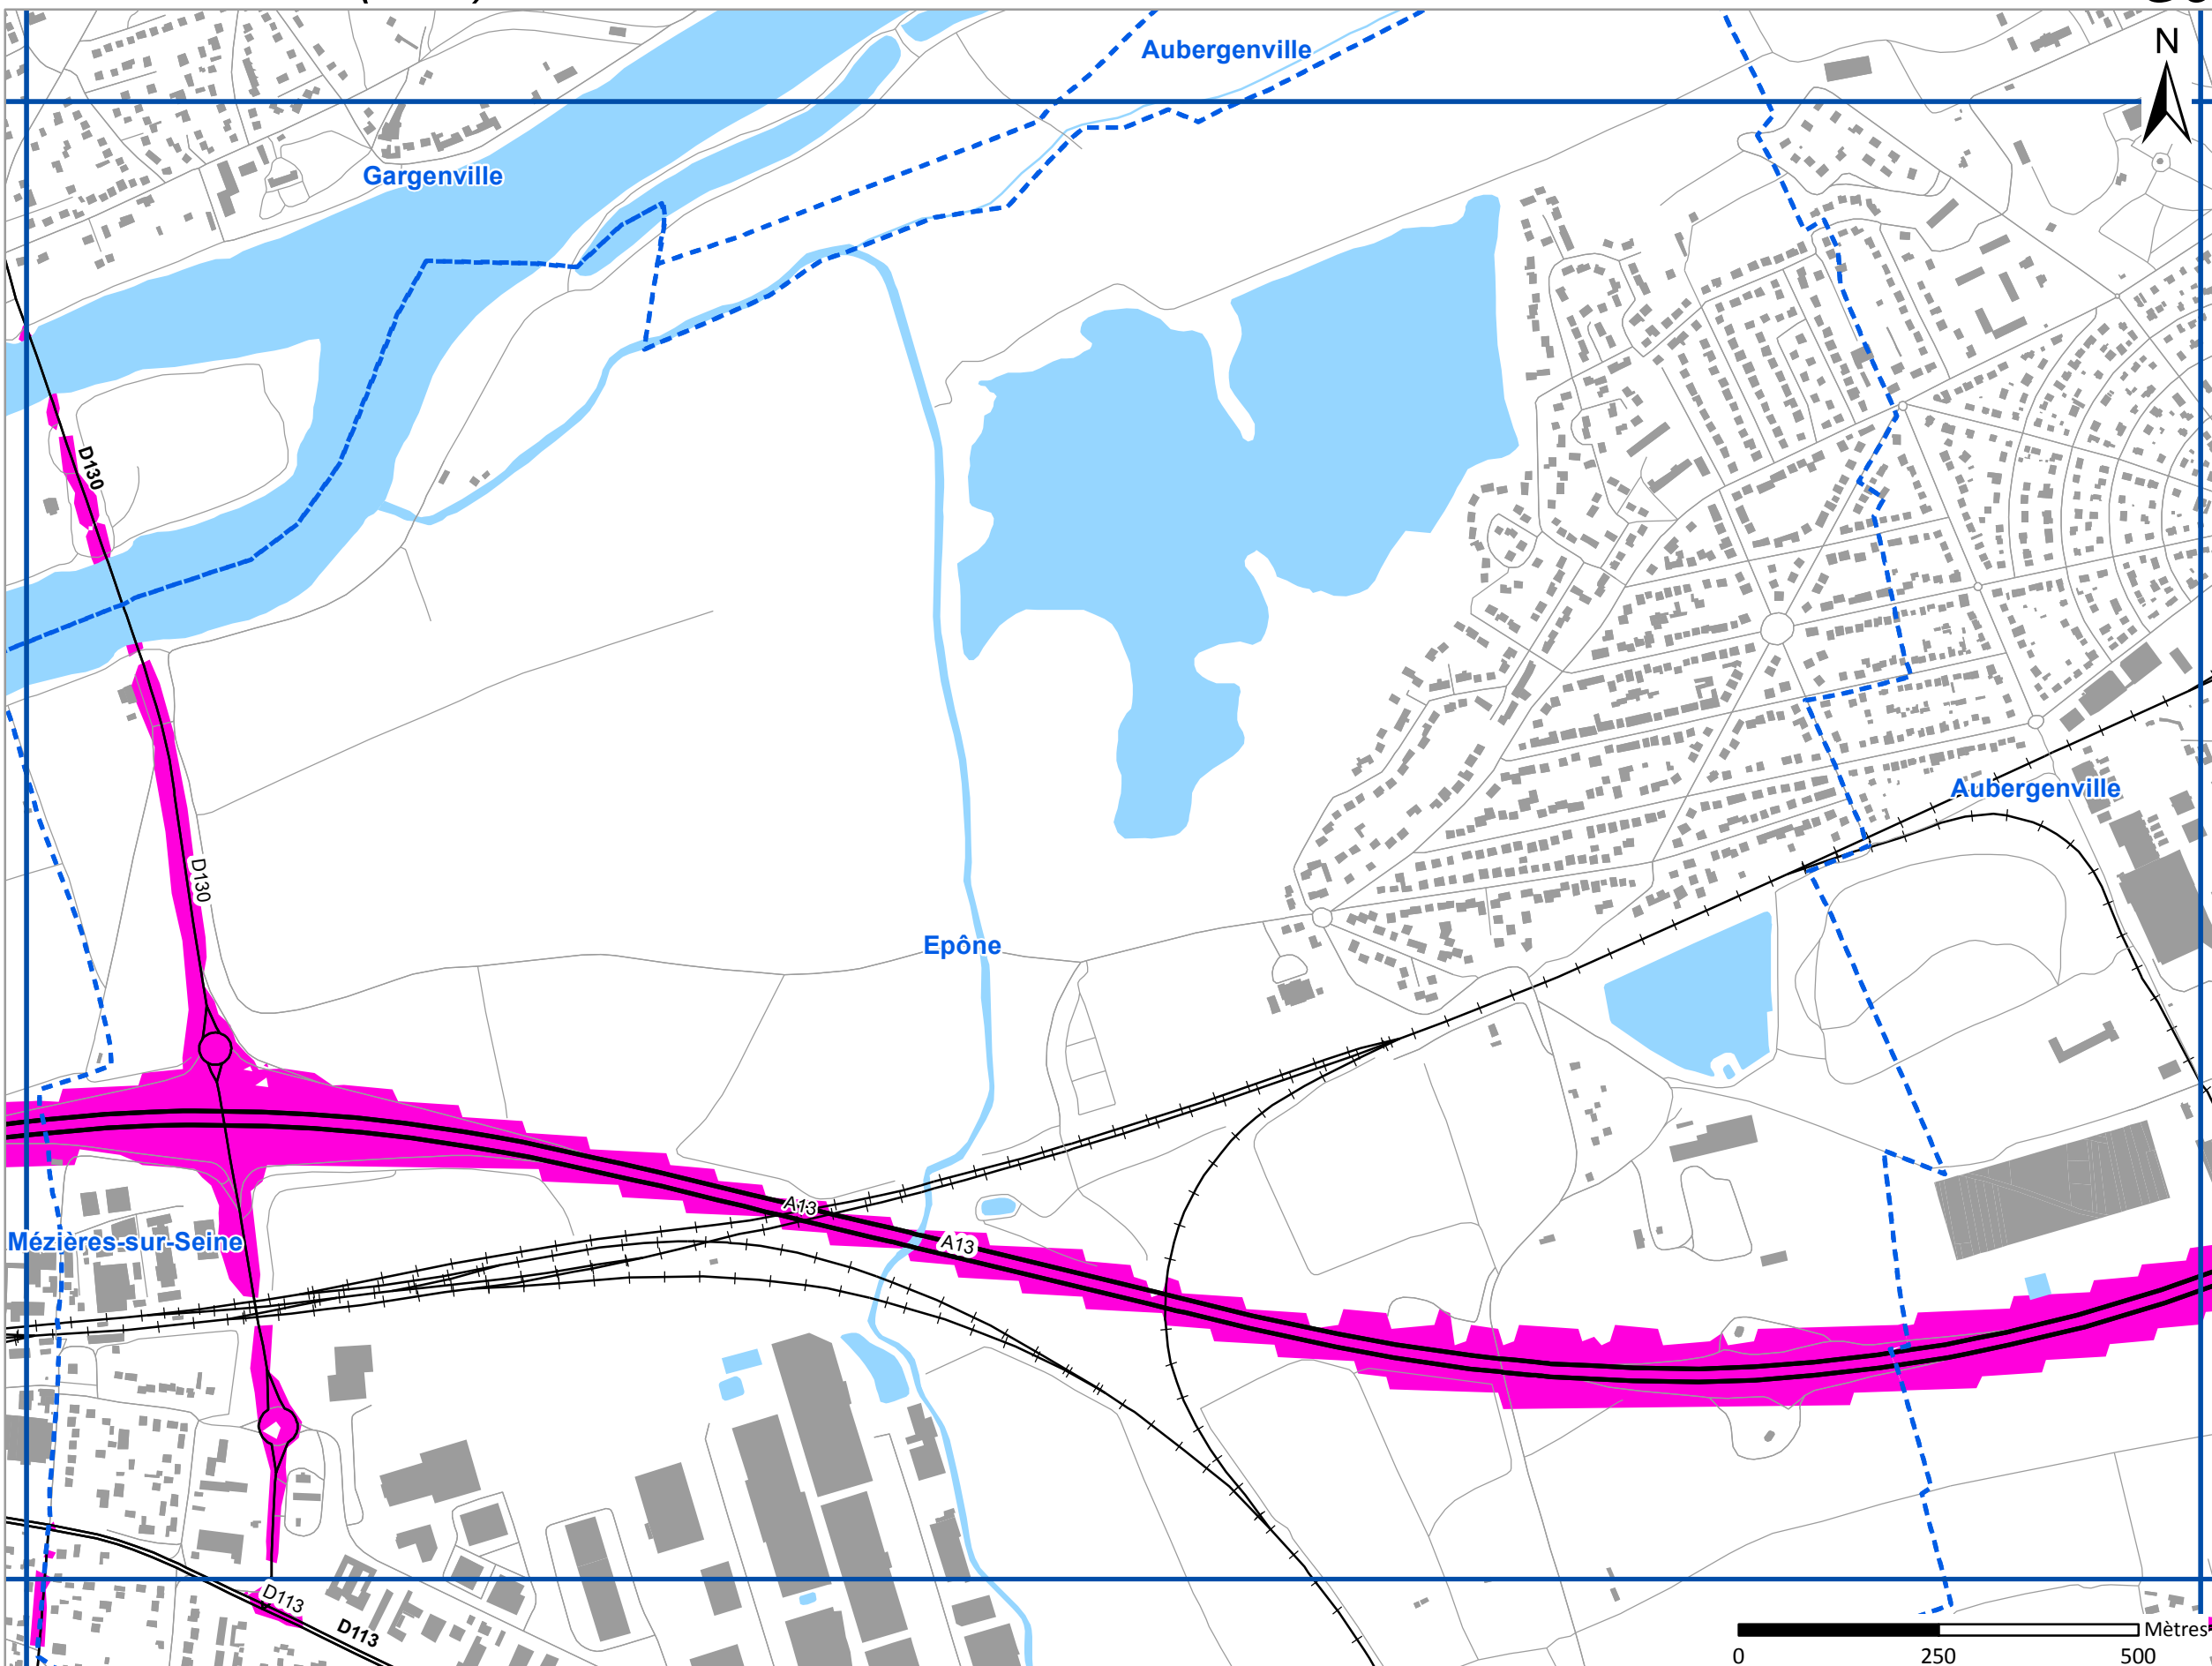 Aubergenville
N
Gargenville
D130
Aubergenville
D130
Epône
A13
A13
Mézières-sur-Seine
D113
D113
Mètres
0 250 500